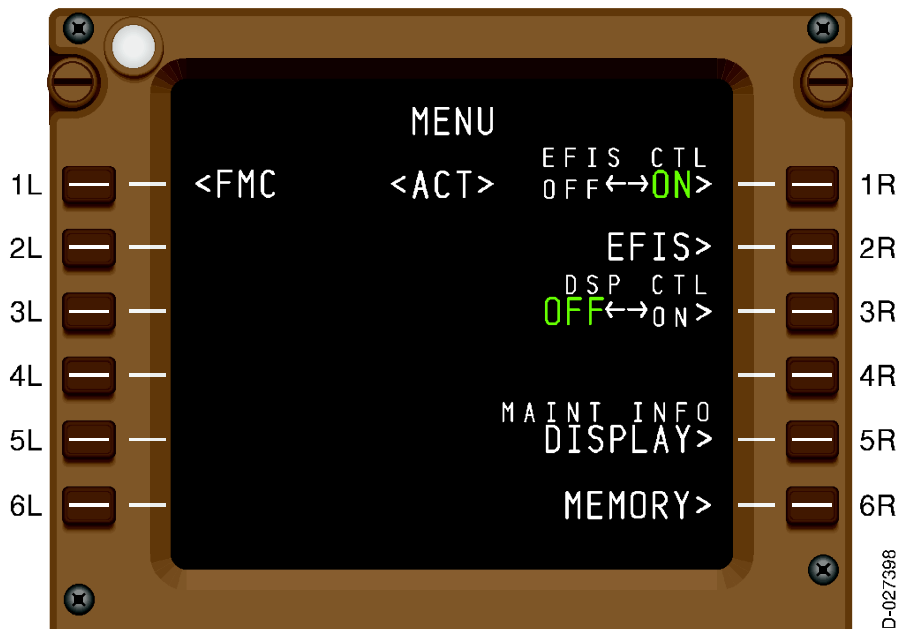 MENU
EFIS CTL
1L <FMC <ACT> OFF←→ON> 1R
2L EFIS> 2R
DSP CTL
3L OFF←→ON> 3R
4L 4R
MAINT INFO
5L DISPLAY> 5R
6L MEMORY> 6R
D-027398